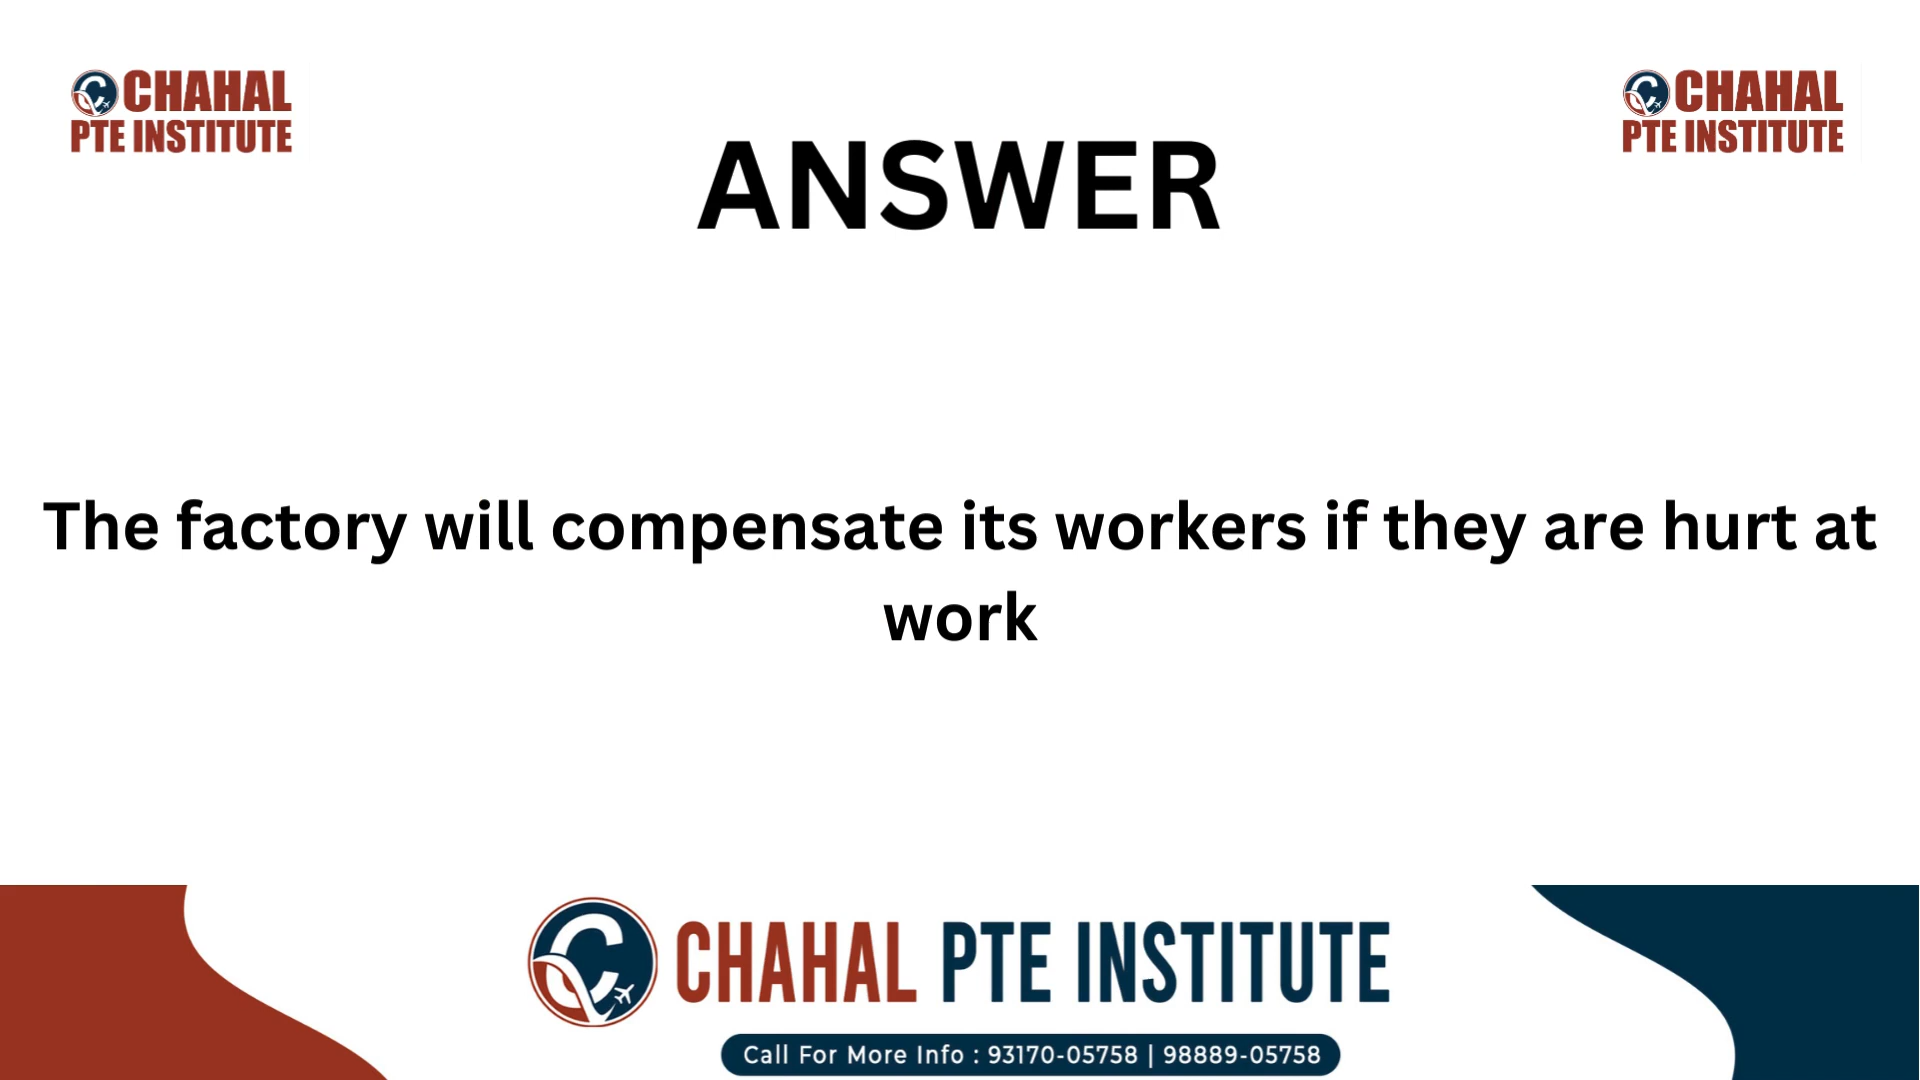 CHAHAL
PTE INSTITUTE
CHAHAL
PTE INSTITUTE
ANSWER
The factory will compensate its workers if they are hurt at
work
CHAHAL PTE INSTITUTE
Call For More Info : 93170-05758 | 98889-05758